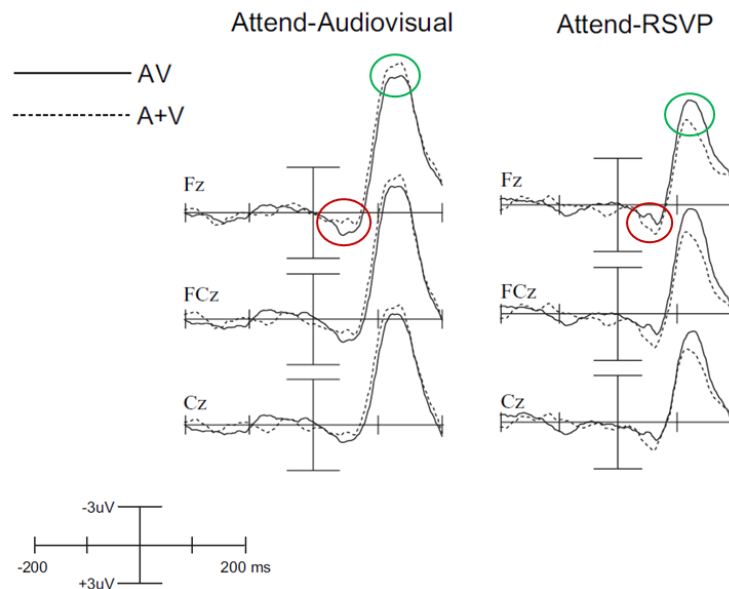 Attend-Audiovisual
Attend-RSVP
AV
A+V
Fz
Fz
FCz
FCz
Cz
Cz
-3uV
-200
200 ms
+3uV